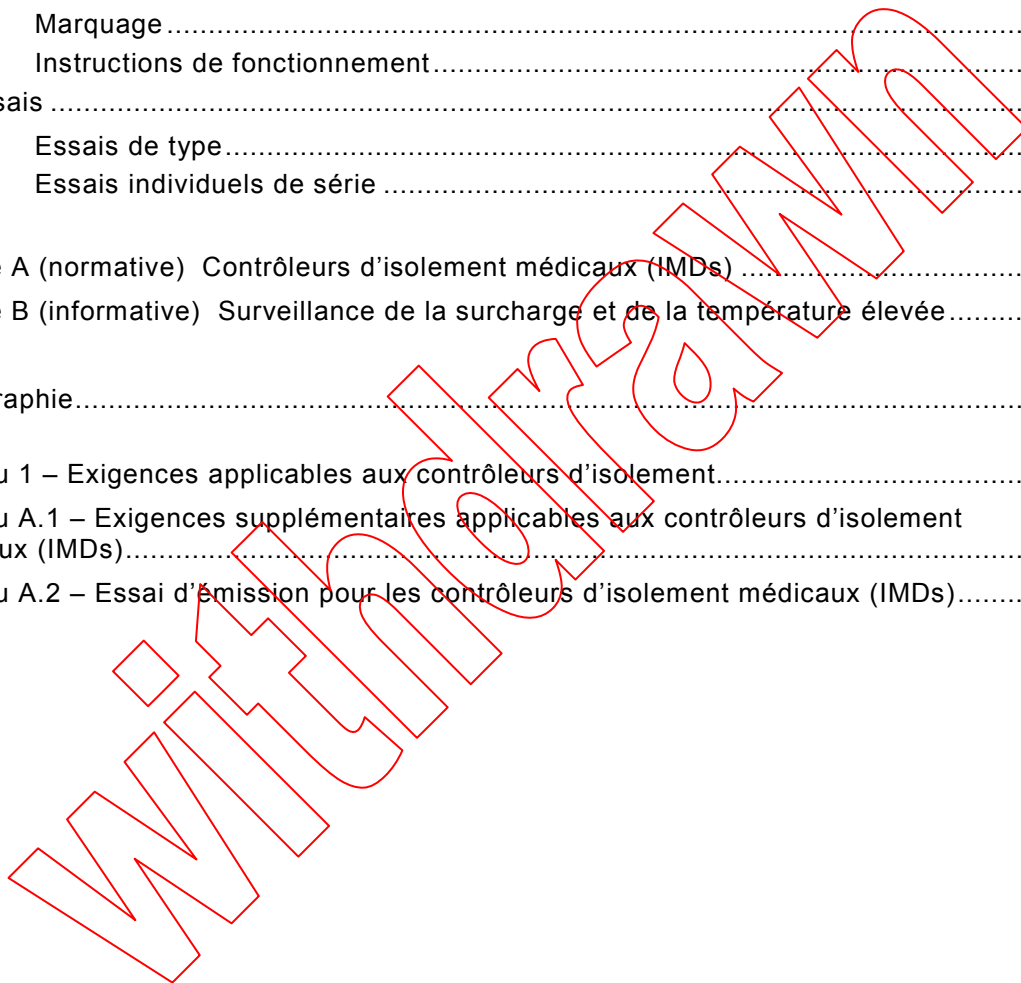 Marquage
Instructions de fonctionnement
sais
Essais de type
Essais individuels de série
e A (normative) Contrôleurs d'isolement médicaux (IMDs)
e B (informative) Surveillance de la surcharge et de la température élevée
raphie
u 1 – Exigences applicables aux contrôleurs d'isolement
u A.1 – Exigences supplémentaires applicables aux contrôleurs d'isolement
ux (IMDs)
u A.2 – Essai d'émission pour les contrôleurs d'isolement médicaux (IMDs)
withdrawn